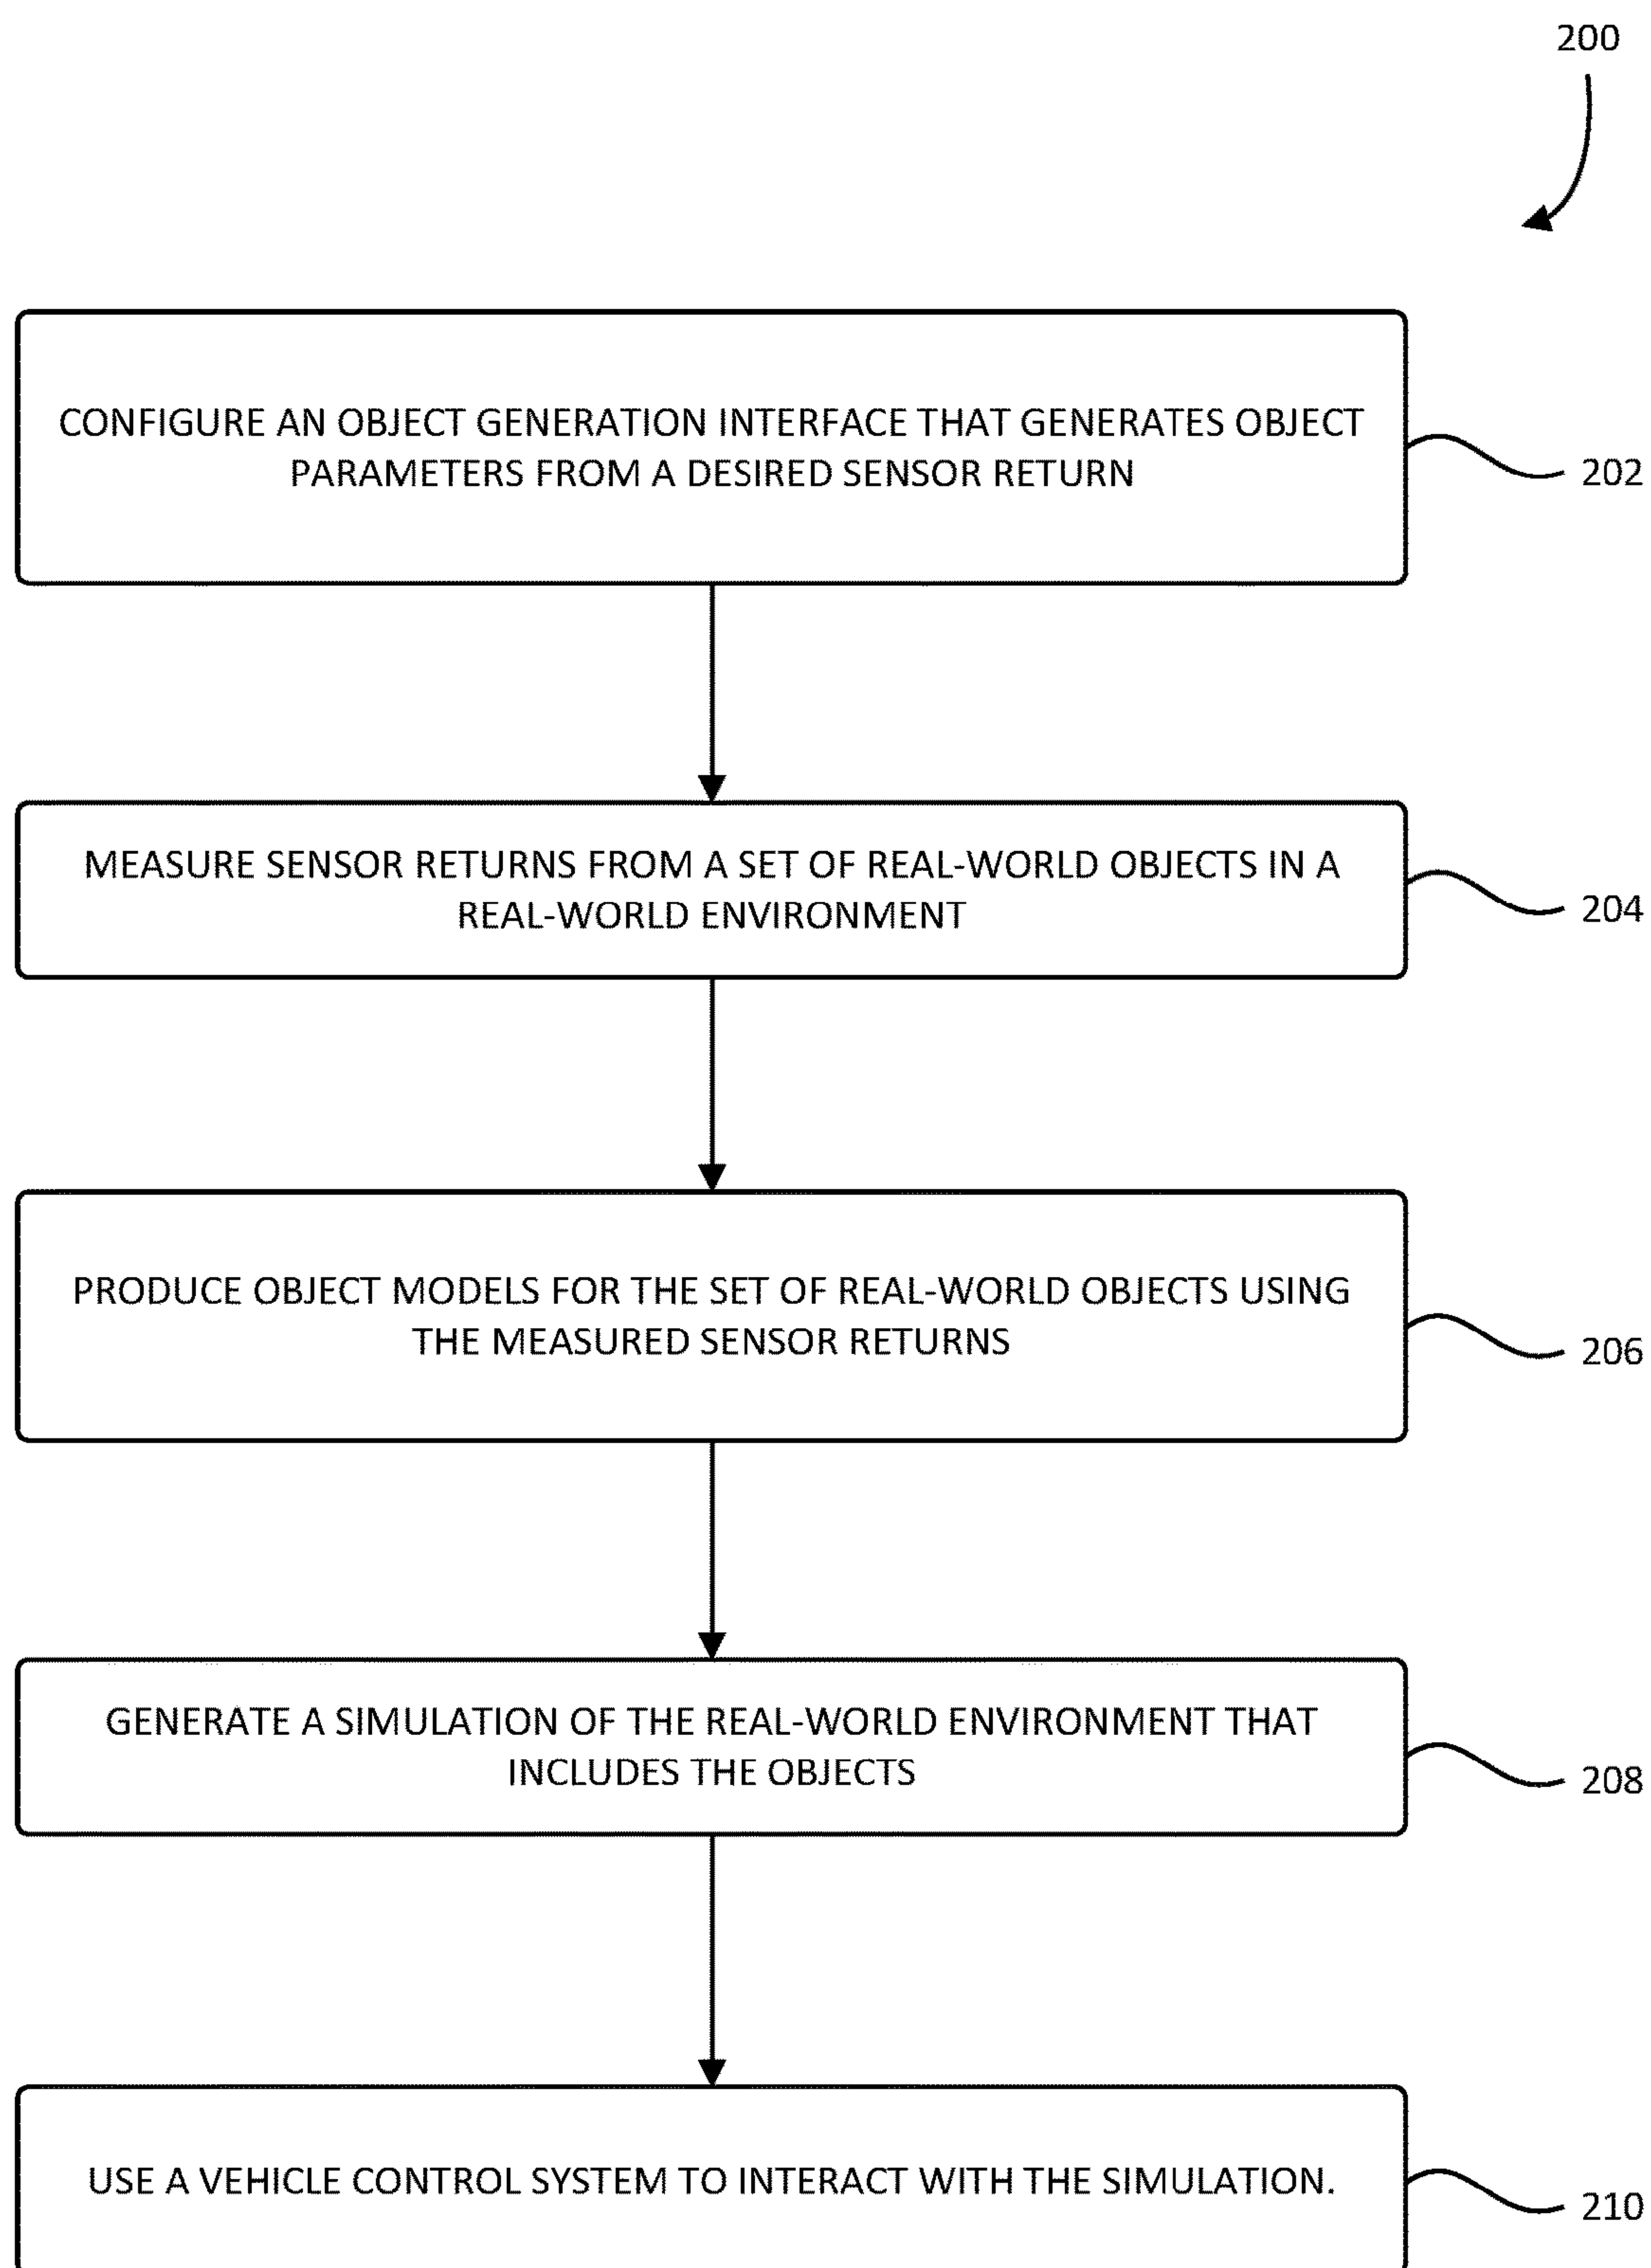 200
CONFIGURE AN OBJECT GENERATION INTERFACE THAT GENERATES OBJECT
PARAMETERS FROM A DESIRED SENSOR RETURN
202
MEASURE SENSOR RETURNS FROM A SET OF REAL-WORLD OBJECTS IN A
REAL-WORLD ENVIRONMENT
204
PRODUCE OBJECT MODELS FOR THE SET OF REAL-WORLD OBJECTS USING
THE MEASURED SENSOR RETURNS
206
GENERATE A SIMULATION OF THE REAL-WORLD ENVIRONMENT THAT
INCLUDES THE OBJECTS
208
USE A VEHICLE CONTROL SYSTEM TO INTERACT WITH THE SIMULATION.
210